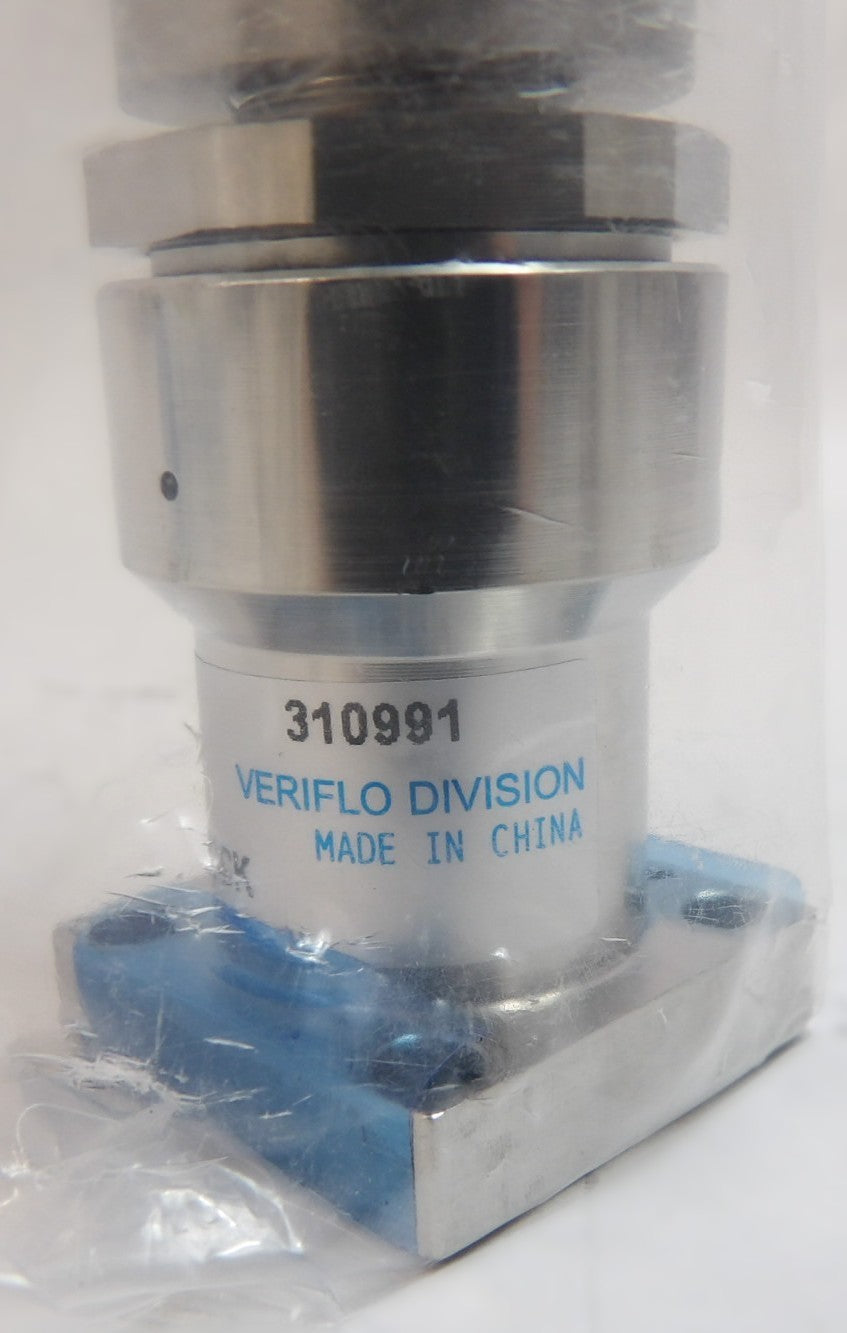 310991
VERIFLO DIVISION
MADE IN CHINA